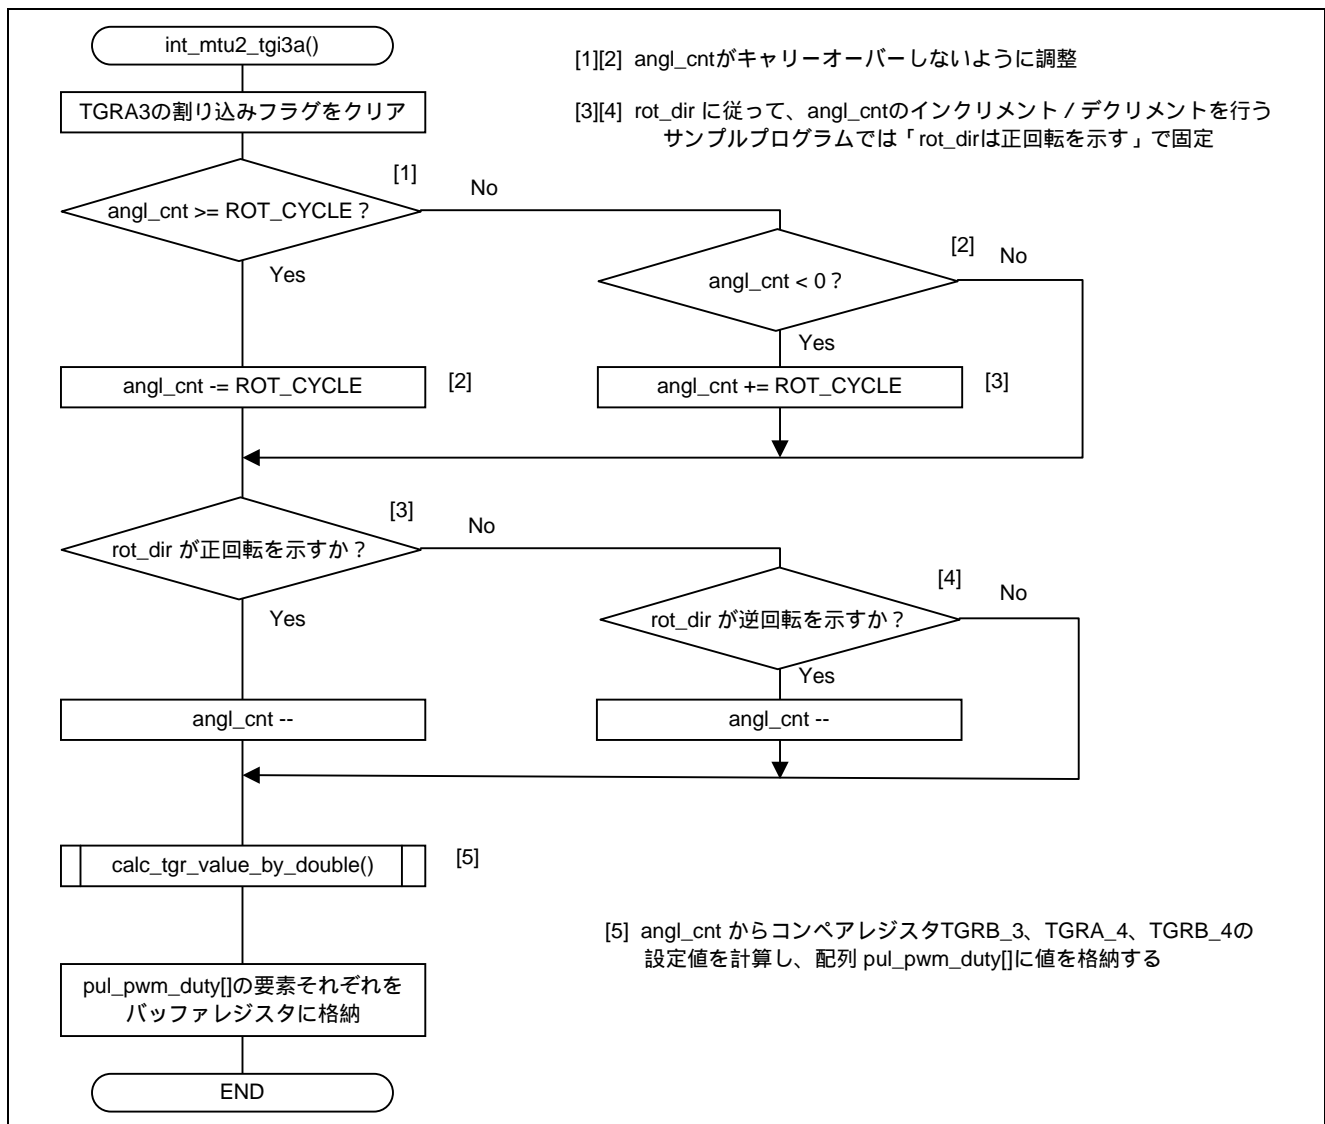 int_mtu2_tgi3a()
[1][2] angl_cntがキャリーオーバーしないように調整
TGRA3の割り込みフラグをクリア
[3][4] rot_dir に従って、angl_cntのインクリメント / デクリメントを行う
サンプルプログラムでは「rot_dirは正回転を示す」で固定
[1]
No
angl_cnt >= ROT_CYCLE ?
Yes
[2]
No
angl_cnt < 0 ?
Yes
angl_cnt -= ROT_CYCLE
[2]
angl_cnt += ROT_CYCLE
[3]
[3]
No
rot_dir が正回転を示すか?
Yes
[4]
No
rot_dir が逆回転を示すか?
Yes
angl_cnt --
angl_cnt --
calc_tgr_value_by_double()
[5]
[5] angl_cnt からコンペアレジスタTGRB_3、TGRA_4、TGRB_4の
設定値を計算し、配列 pul_pwm_duty[]に値を格納する
pul_pwm_duty[]の要素それぞれを
バッファレジスタに格納
END